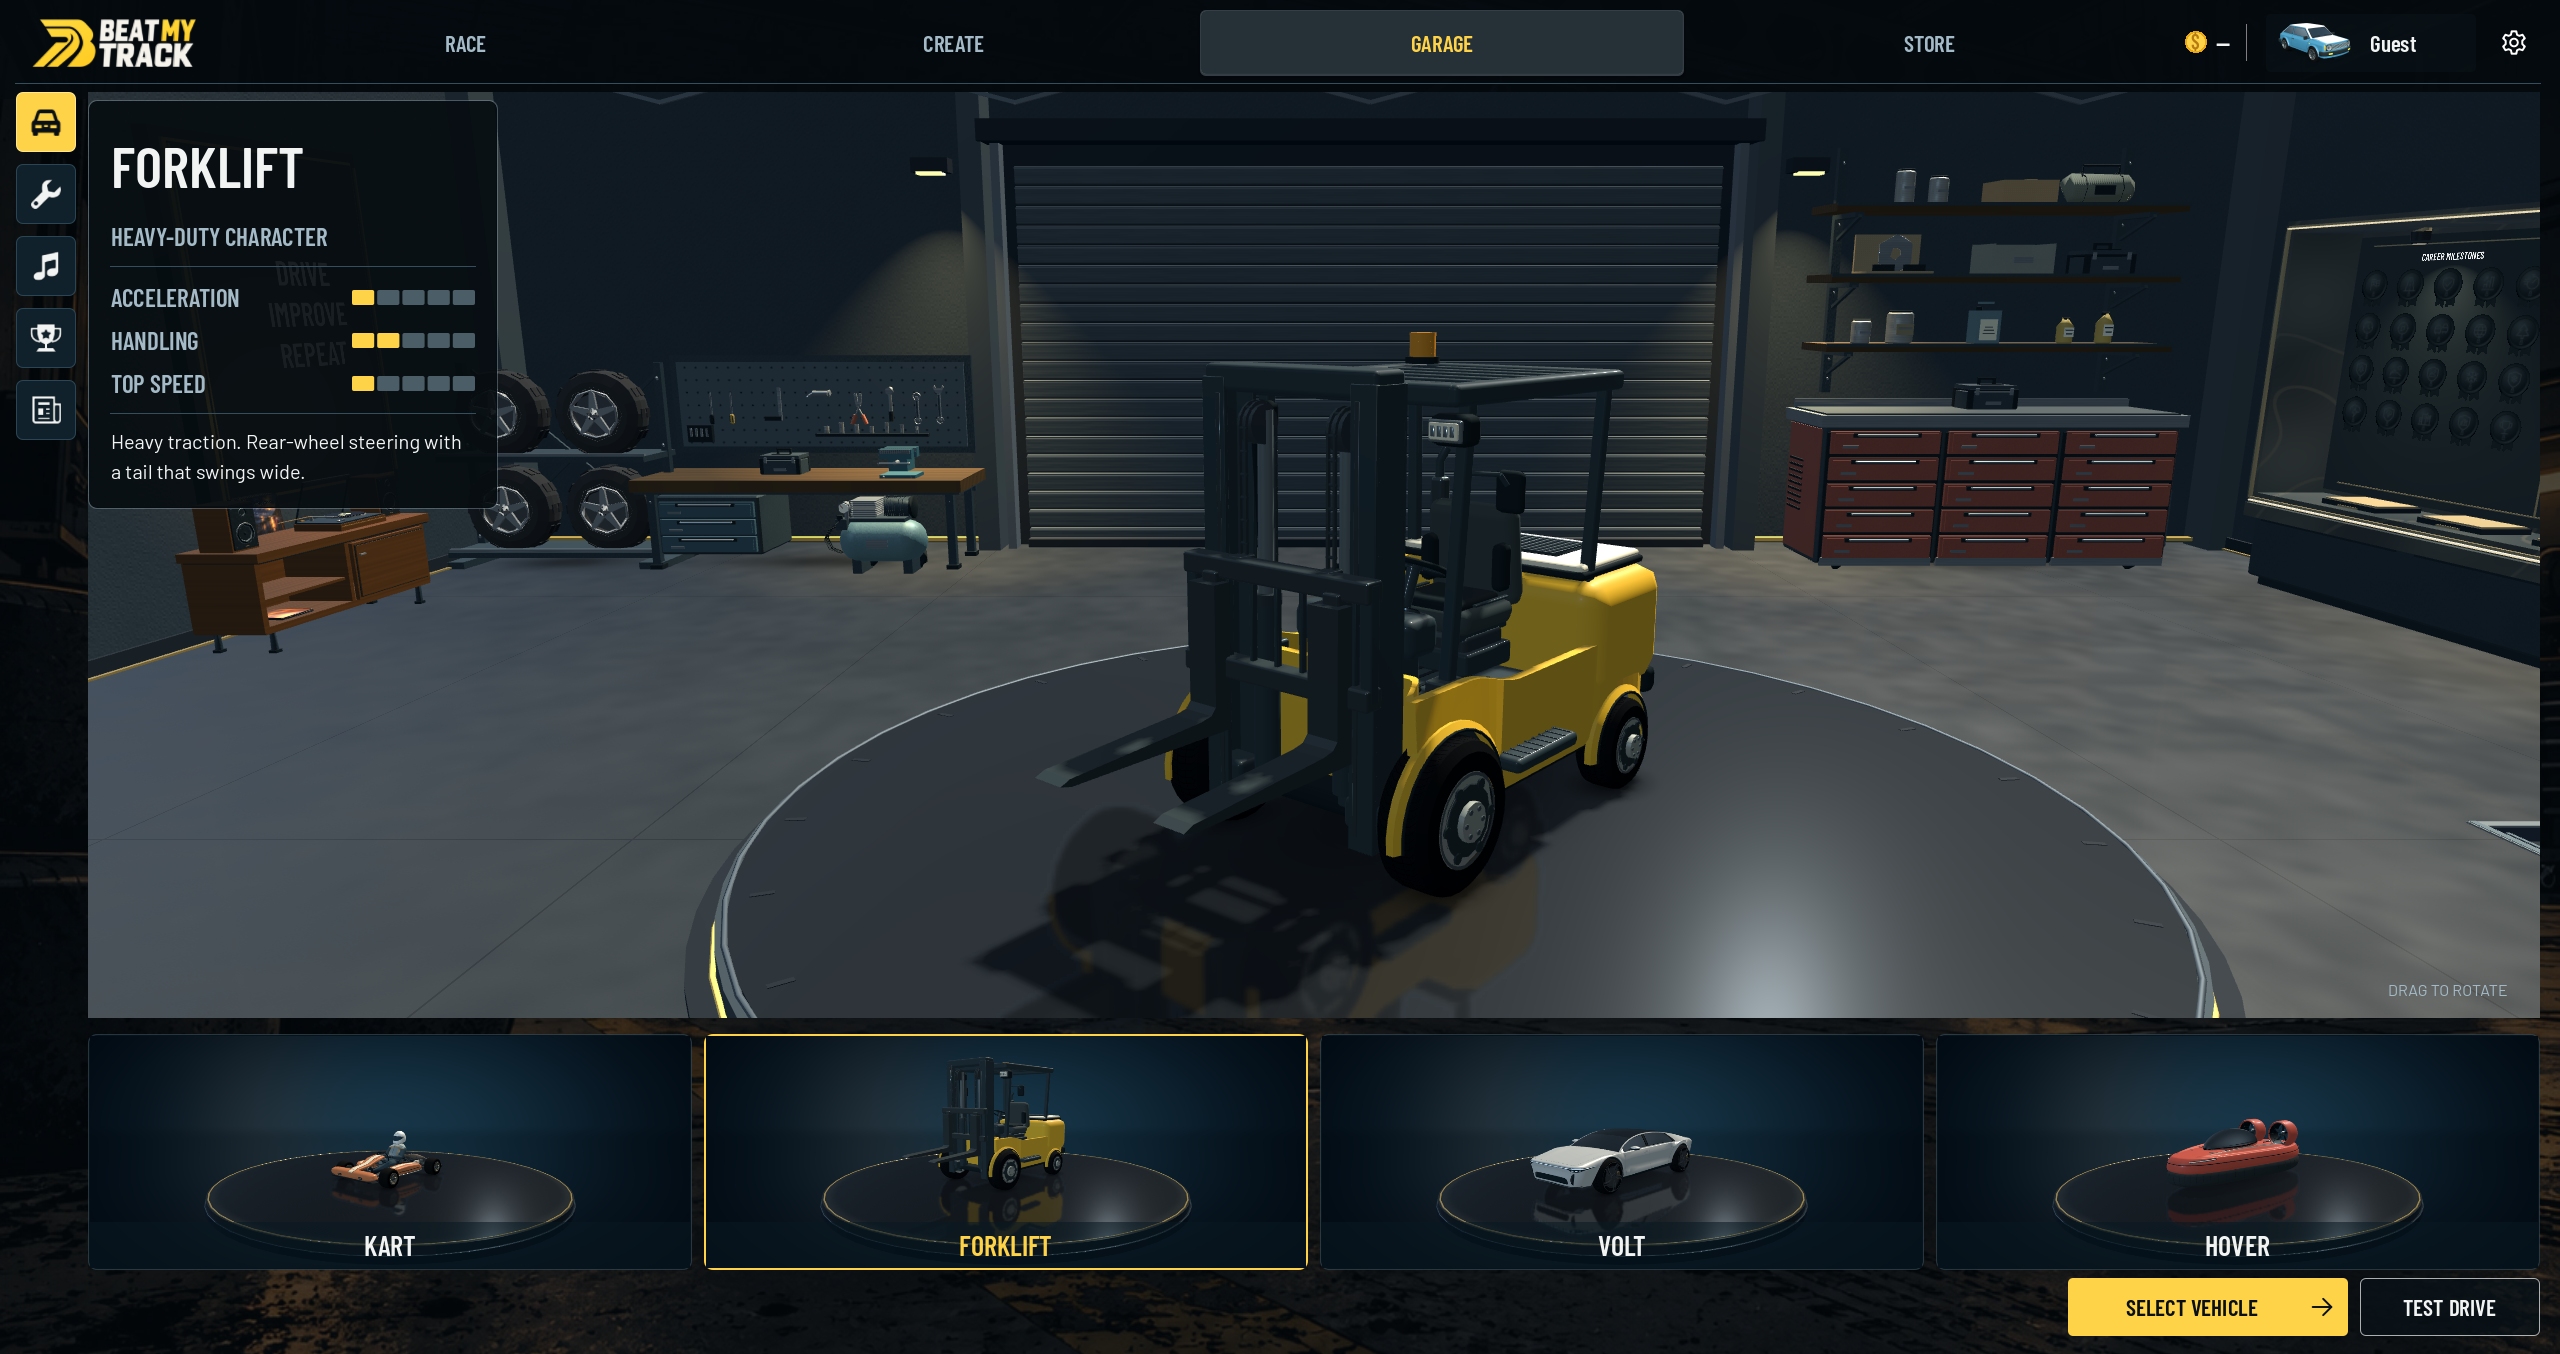 BEATMY
TRACK
RACE
CREATE
GARAGE
STORE
–
Guest
FORKLIFT
HEAVY-DUTY CHARACTER
DRIVE
IMPROVE
REPEAT
ACCELERATION
HANDLING
TOP SPEED
Heavy traction. Rear-wheel steering with
a tail that swings wide.
CAREER MILESTONES
DRAG TO ROTATE
KART
FORKLIFT
VOLT
HOVER
SELECT VEHICLE
TEST DRIVE